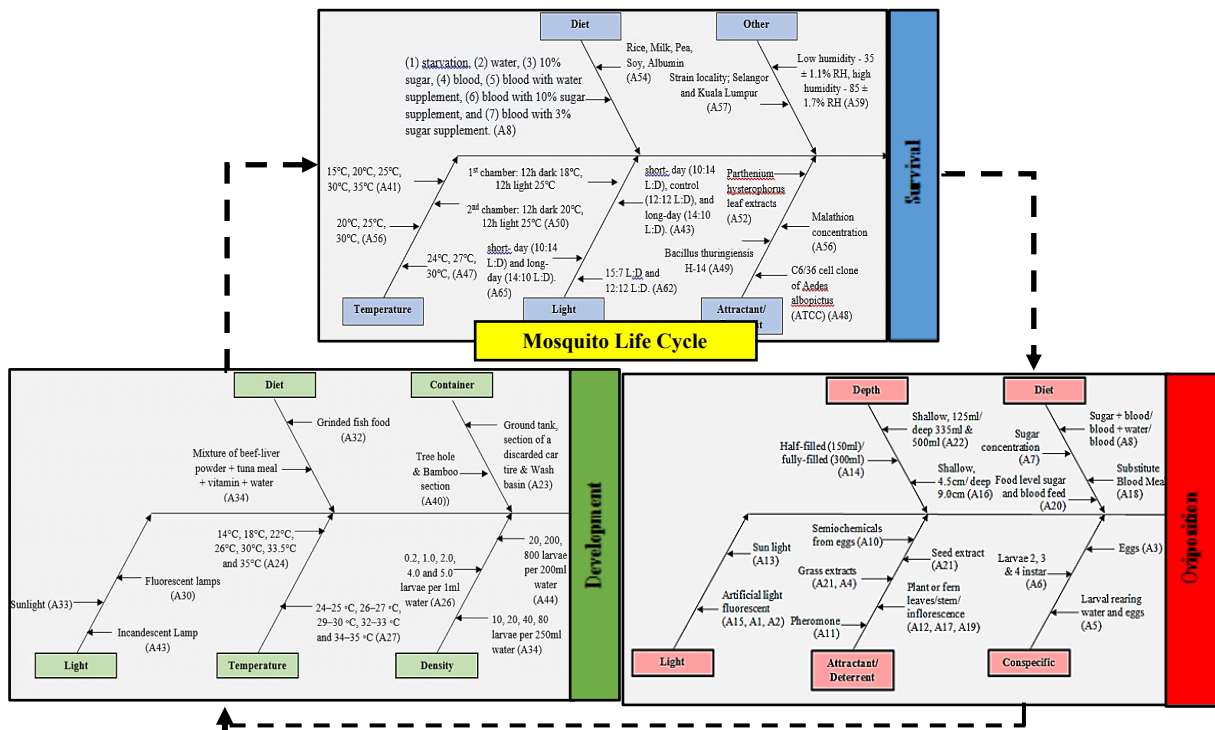 Diet
Other
(1) starvation, (2) water, (3) 10%
sugar, (4) blood, (5) blood with water
supplement, (6) blood with 10% sugar
supplement, and (7) blood with 3%
sugar supplement. (A8)
Rice, Milk, Pea,
Soy, Albumin
(A54)
Strain locality; Selangor
and Kuala Lumpur
(A57)
Low humidity - 35
± 1.1% RH, high
humidity - 85 ±
1.7% RH (A59)
15°C, 20°C, 25°C,
30°C, 35°C (A41)
20°C, 25°C,
30°C, (A56)
24°C, 27°C,
30°C, (A47)
1st chamber: 12h dark 18°C,
12h light 25°C
2nd chamber: 12h dark 20°C,
12h light 25°C (A50)
short- day (10:14
L:D) and long-
day (14:10 L:D).
(A65)
short- day (10:14
L:D), control
(12:12 L:D), and
long-day (14:10
L:D). (A43)
15:7 L:D and
12:12 L:D. (A62)
Parthenium
hysterophorus
leaf extracts
(A52)
Malathion
concentration
(A56)
Bacillus thuringiensis
H-14 (A49)
C6/36 cell clone
of Aedes
albopictus
(ATCC) (A48)
Temperature
Light
Attractant/
Survival
Mosquito Life Cycle
Diet
Container
Grinded fish food
(A32)
Mixture of beef-liver
powder + tuna meal
+ vitamin + water
(A34)
Ground tank,
section of a
discarded car
tire & Wash
basin (A23)
Tree hole
& Bamboo
section
(A40))
14°C, 18°C, 22°C,
26°C, 30°C, 33.5°C
and 35°C (A24)
Fluorescent lamps
(A30)
Sunlight (A33)
Incandescent Lamp
(A43)
24–25 °C, 26–27 °C,
29–30 °C, 32–33 °C
and 34–35 °C (A27)
0.2, 1.0, 2.0,
4.0 and 5.0
larvae per 1ml
water (A26)
20, 200,
800 larvae
per 200ml
water
(A44)
10, 20, 40, 80
larvae per 250ml
water (A34)
Light
Temperature
Density
Development
Depth
Diet
Shallow, 125ml/
deep 335ml &
500ml (A22)
Half-filled (150ml)/
fully-filled (300ml)
(A14)
Shallow,
4.5cm/ deep
9.0cm (A16)
Sugar + blood/
blood + water/
blood (A8)
Sugar
concentration
(A7)
Substitute
Blood Mea
(A18)
Food level sugar
and blood feed
(A20)
Sun light
(A13)
Artificial light
fluorescent
(A15, A1, A2)
Semiochemicals
from eggs (A10)
Seed extract
(A21)
Grass extracts
(A21, A4)
Plant or fern
leaves/stem/
inflorescence
(A12, A17, A19)
Pheromone
(A11)
Eggs (A3)
Larvae 2, 3
& 4 instar
(A6)
Larval rearing
water and eggs
(A5)
Light
Attractant/
Deterrent
Conspecific
Oviposition